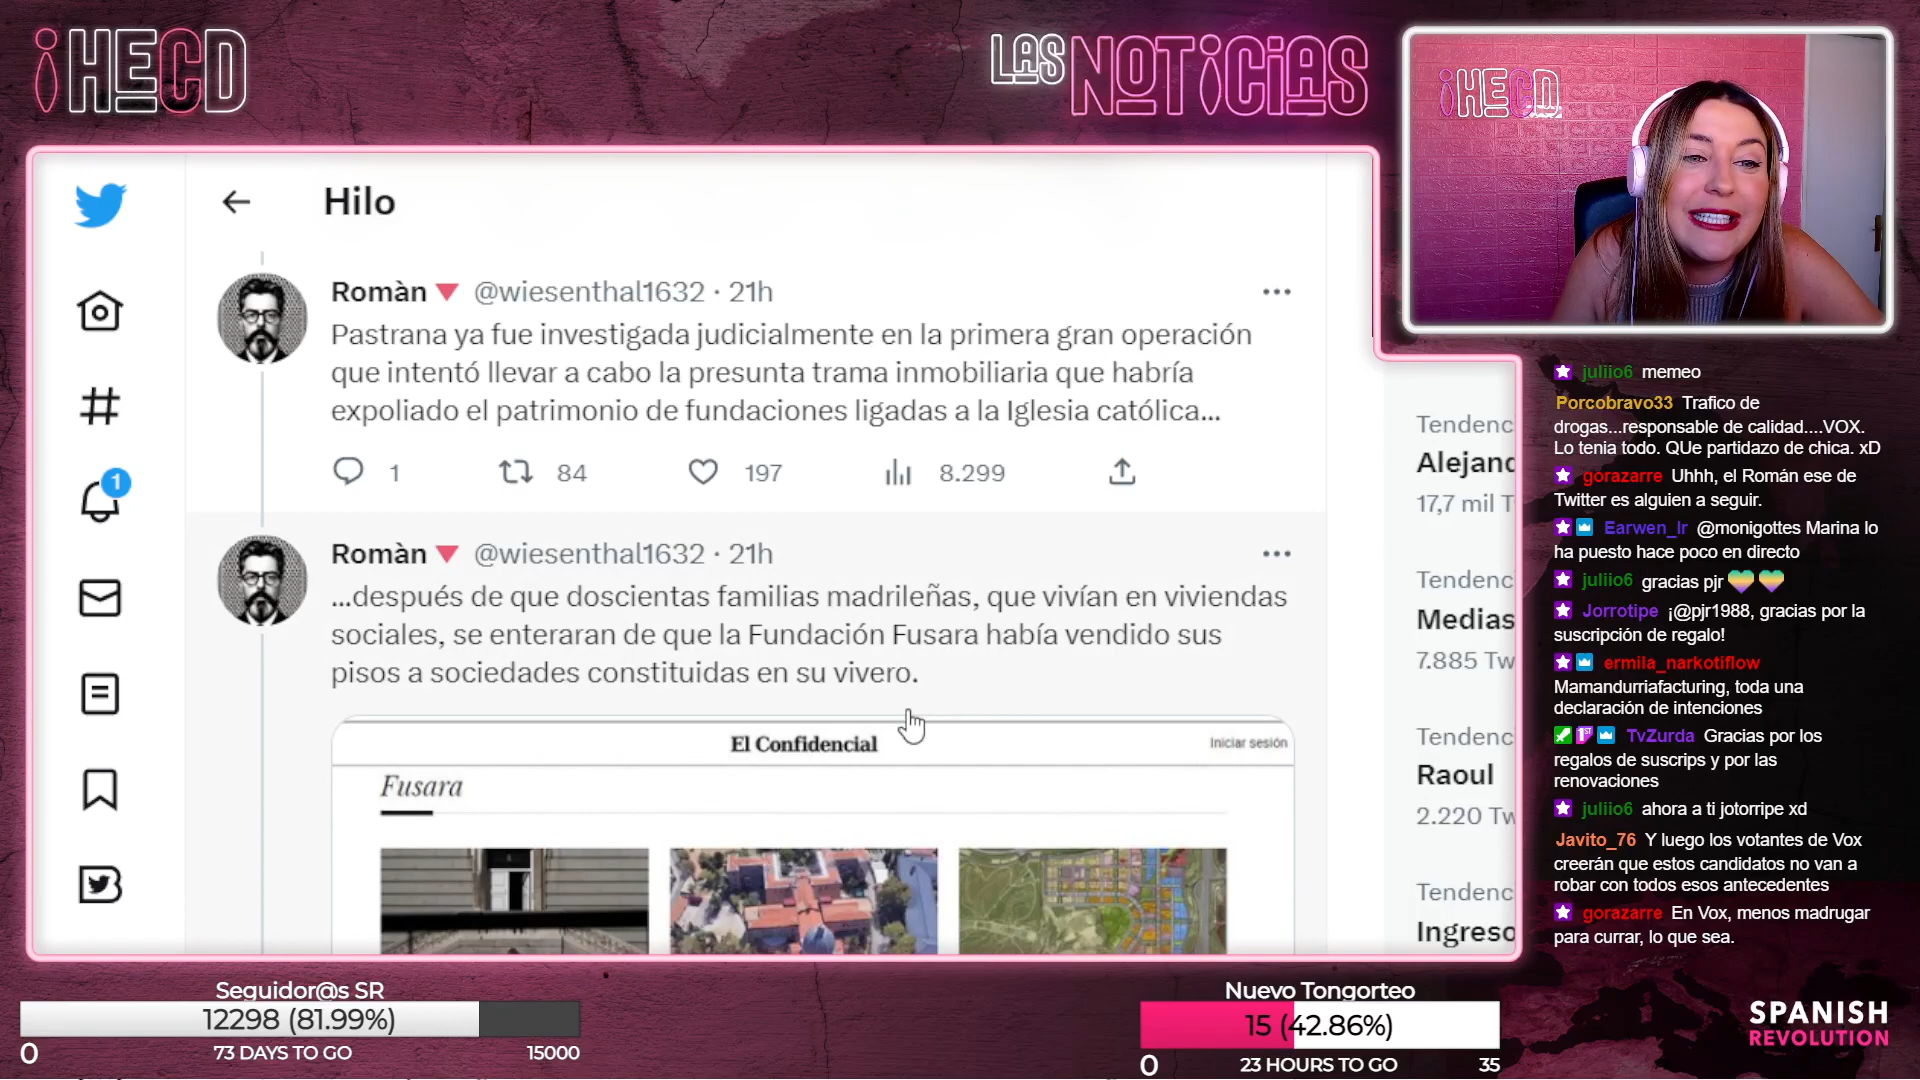 ¡HECD
LAS NOTICIAS
¡HECD
Hilo
Romàn @wiesenthal1632 · 21h
Pastrana ya fue investigada judicialmente en la primera gran operación
que intentó llevar a cabo la presunta trama inmobiliaria que habría
expoliado el patrimonio de fundaciones ligadas a la Iglesia católica...
1 84 197 8.299
1
Romàn @wiesenthal1632 · 21h
...después de que doscientas familias madrileñas, que vivían en viviendas
sociales, se enteraran de que la Fundación Fusara había vendido sus
pisos a sociedades constituidas en su vivero.
El Confidencial
Iniciar sesión
Fusara
Tendenc
Alejand
17,7 mil T
Tendenc
Medias
7.885 Tw
Tendenc
Raoul
2.220 Tw
Tendenc
Ingreso
juliio6 memeo
Porcobravo33 Trafico de
drogas...responsable de calidad....VOX.
Lo tenia todo. QUe partidazo de chica. xD
gorazarre Uhhh, el Román ese de
Twitter es alguien a seguir.
Earwen_Ir @monigottes Marina lo
ha puesto hace poco en directo
juliio6 gracias pjr
Jorrotipe ¡@pjr1988, gracias por la
suscripción de regalo!
ermila_narkotiflow
Mamandurriafacturing, toda una
declaración de intenciones
1ST TvZurda Gracias por los
regalos de suscrips y por las
renovaciones
juliio6 ahora a ti jotorripe xd
Javito_76 Y luego los votantes de Vox
creerán que estos candidatos no van a
robar con todos esos antecedentes
gorazarre En Vox, menos madrugar
para currar, lo que sea.
Seguidor@s SR
12298 (81.99%)
0 73 DAYS TO GO 15000
Nuevo Tongorteo
15 (42.86%)
0 23 HOURS TO GO 35
SPANISH
REVOLUTION